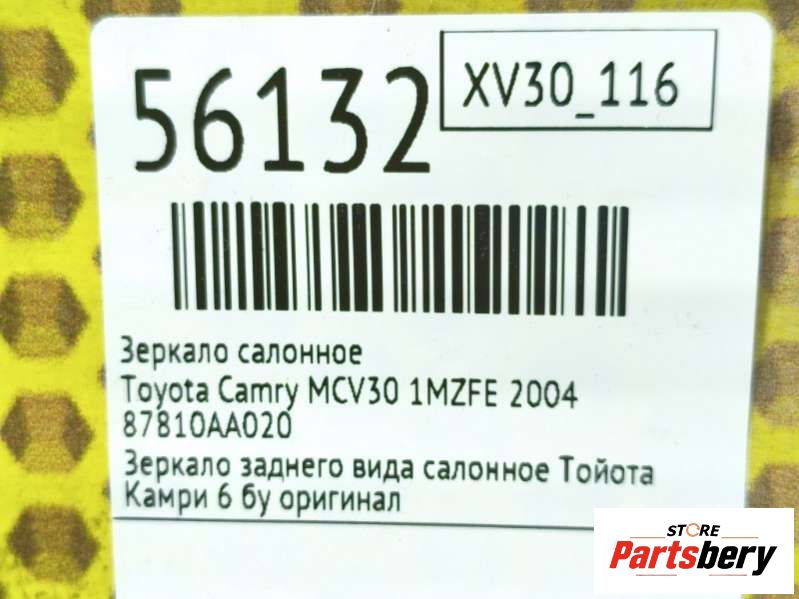 56132
XV30_116
Зеркало салонное
Toyota Camry MCV30 1MZFE 2004
87810AA020
Зеркало заднего вида салонное Тойота
Камри 6 бу оригинал
STORE
Partsbery